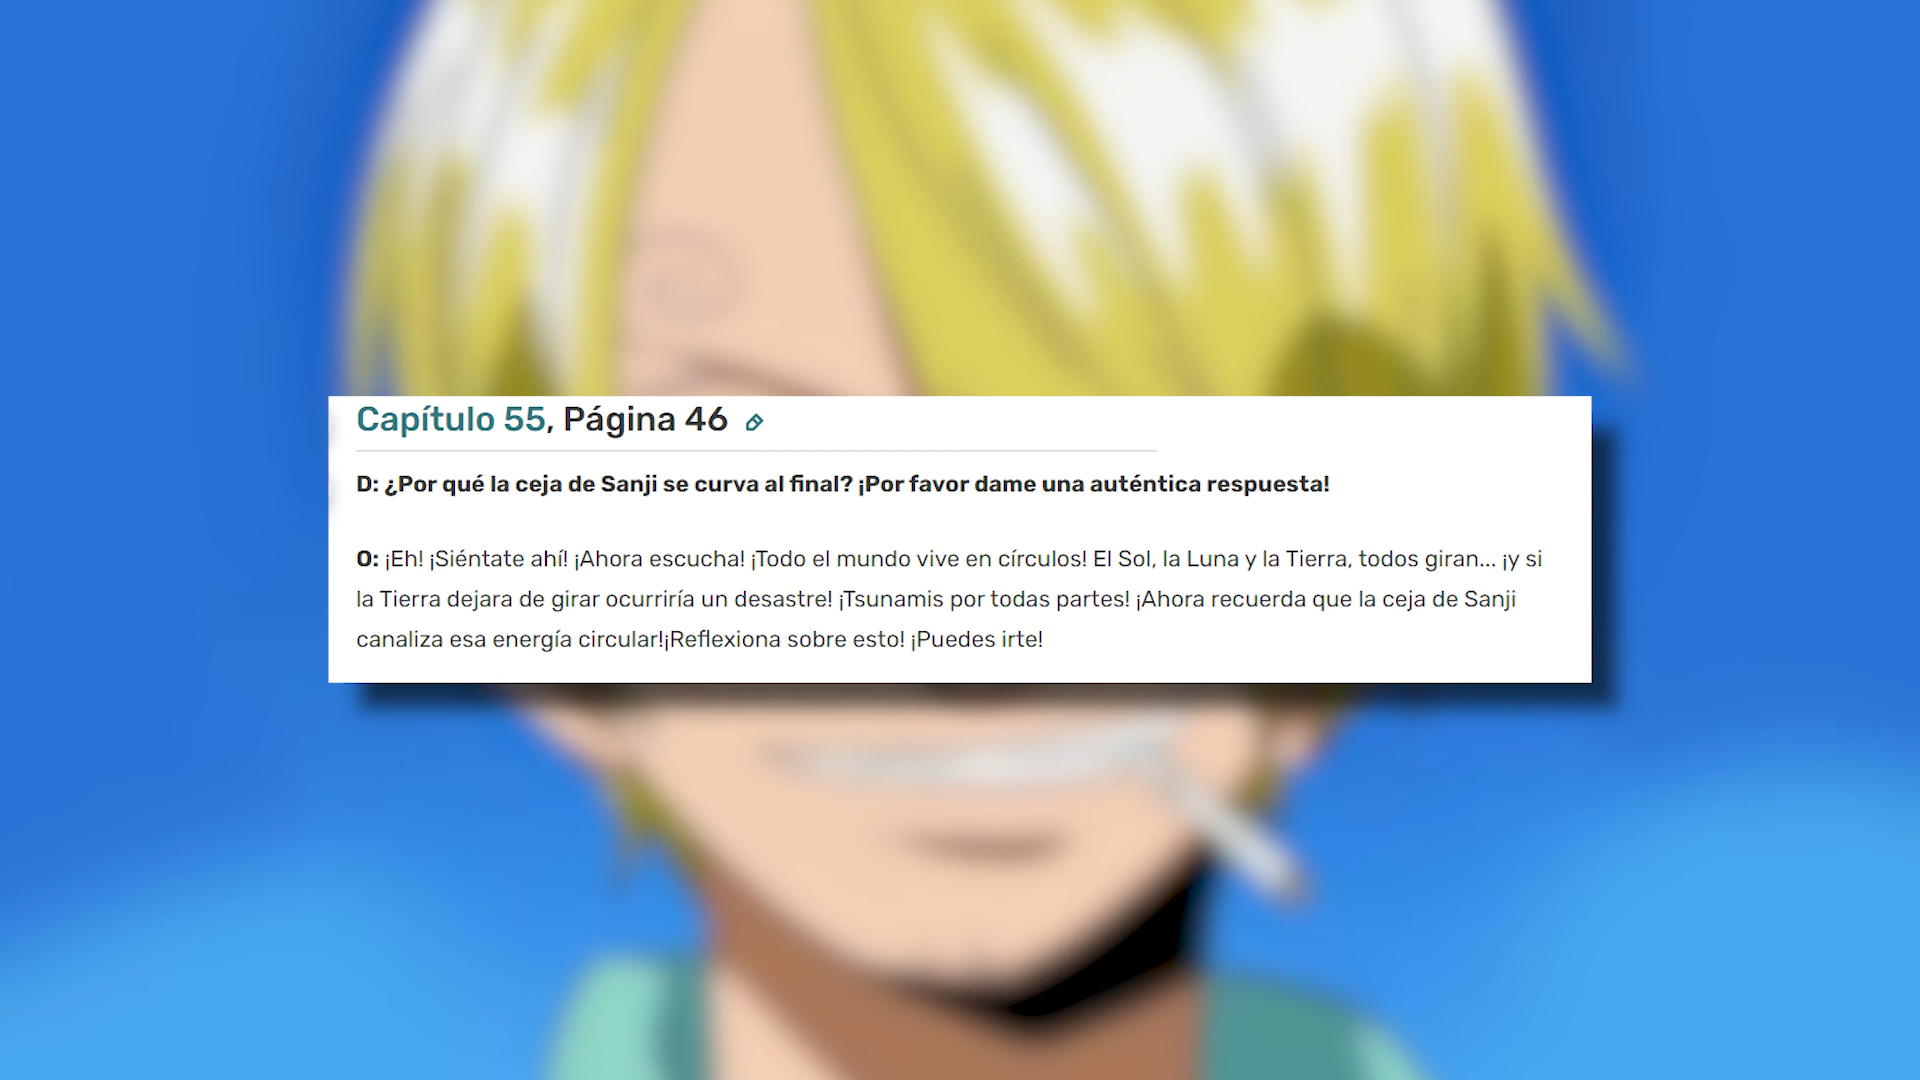 Capítulo 55, Página 46
D: ¿Por qué la ceja de Sanji se curva al final? ¡Por favor dame una auténtica respuesta!
O: ¡Eh! ¡Siéntate ahí! ¡Ahora escucha! ¡Todo el mundo vive en círculos! El Sol, la Luna y la Tierra, todos giran... ¡y si
la Tierra dejara de girar ocurriría un desastre! ¡Tsunamis por todas partes! ¡Ahora recuerda que la ceja de Sanji
canaliza esa energía circular!¡Reflexiona sobre esto! ¡Puedes irte!